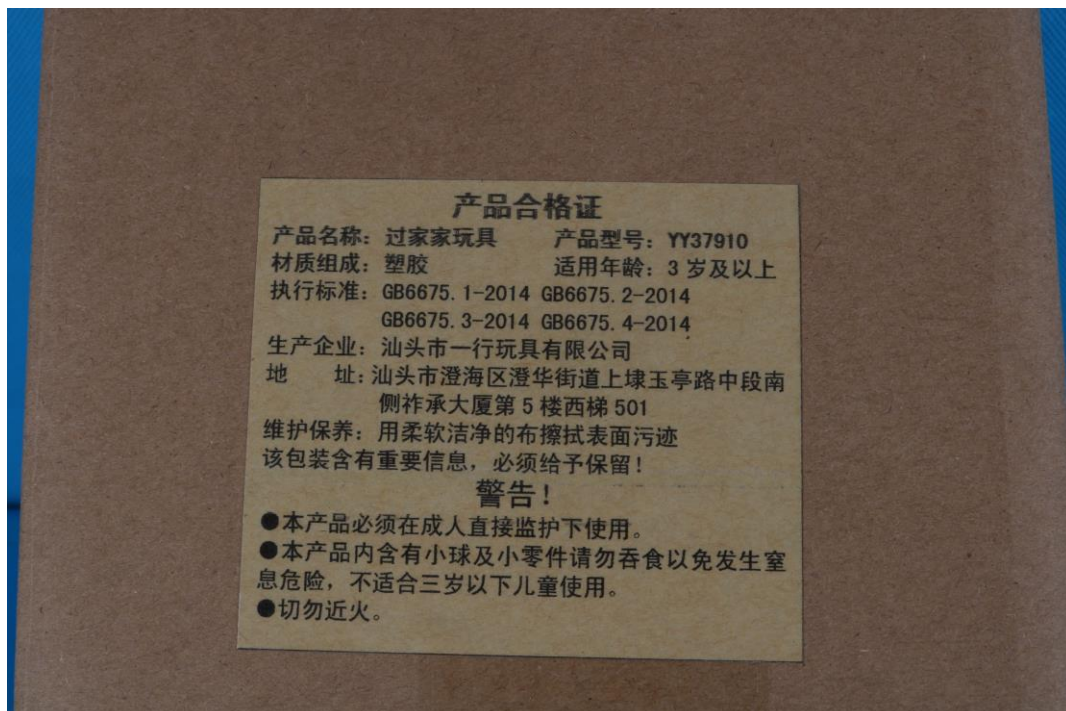 产品合格证
产品名称：过家家玩具 产品型号：YY37910
材质组成：塑胶 适用年龄：3 岁及以上
执行标准：GB6675.1-2014 GB6675.2-2014
GB6675.3-2014 GB6675.4-2014
生产企业：汕头市一行玩具有限公司
地 址：汕头市澄海区澄华街道上埭玉亭路中段南
侧祚承大厦第 5 楼西梯 501
维护保养：用柔软洁净的布擦拭表面污迹
该包装含有重要信息，必须给予保留！
警告！
●本产品必须在成人直接监护下使用。
●本产品内含有小球及小零件请勿吞食以免发生窒
息危险，不适合三岁以下儿童使用。
●切勿近火。